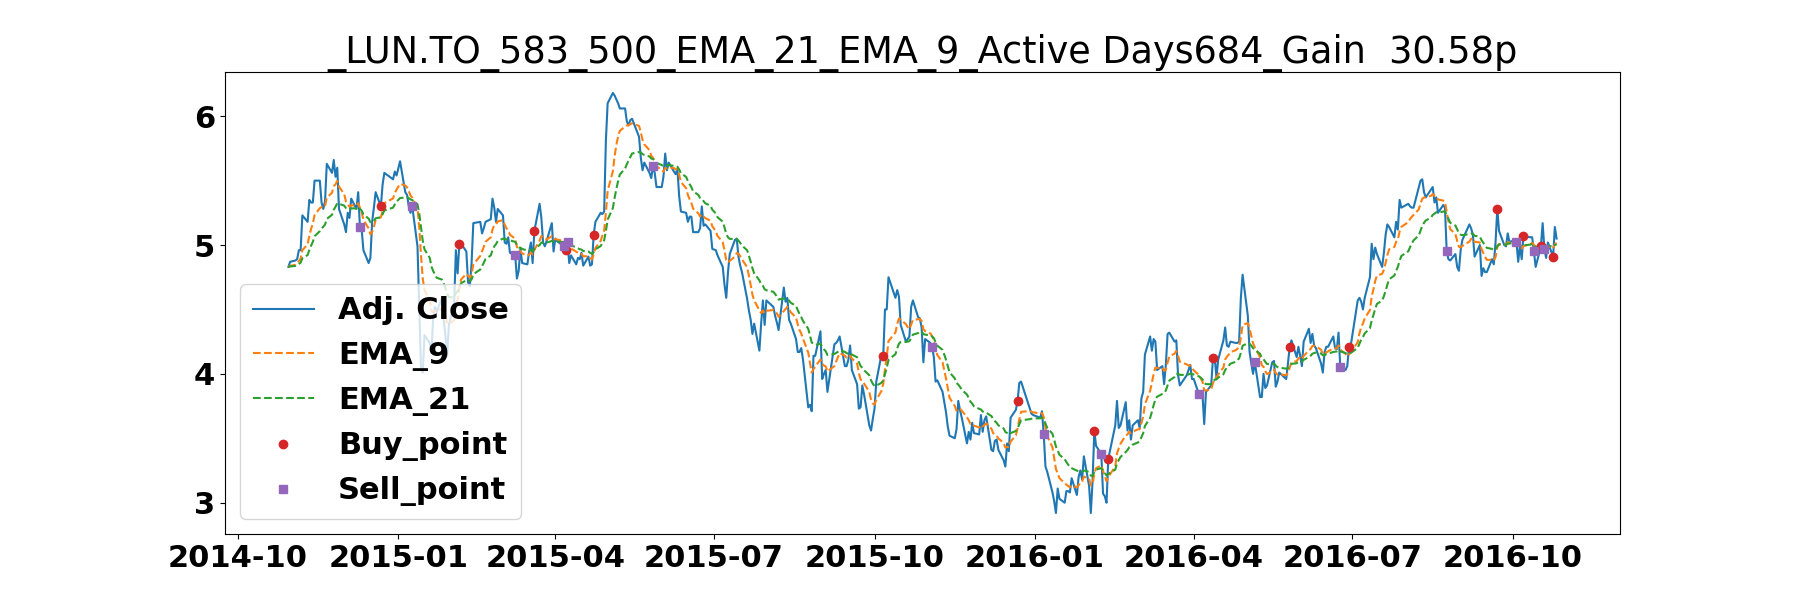 _LUN.TO_583_500_EMA_21_EMA_9_Active Days684_Gain  30.58p
6
5
4
3
Adj. Close
EMA_9
EMA_21
Buy_point
Sell_point
2014-10 2015-01 2015-04 2015-07 2015-10 2016-01 2016-04 2016-07 2016-10